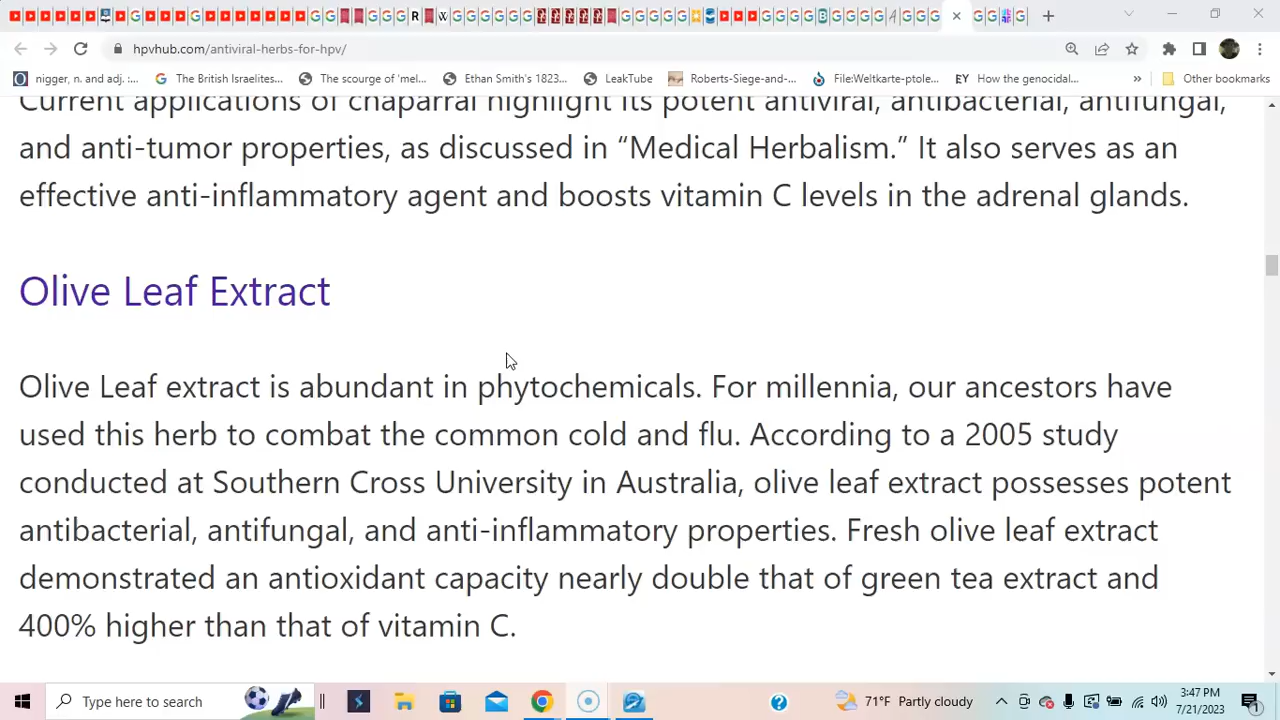 hpvhub.com/antiviral-herbs-for-hpv/
nigger, n. and adj. :... The British Israelites... The scourge of 'mel... Ethan Smith's 1823... LeakTube Roberts-Siege-and-... File:Weltkarte-ptole... EY How the genocidal... » Other bookmarks
Current applications of chaparral highlight its potent antiviral, antibacterial, antifungal,
and anti-tumor properties, as discussed in “Medical Herbalism.” It also serves as an
effective anti-inflammatory agent and boosts vitamin C levels in the adrenal glands.
Olive Leaf Extract
Olive Leaf extract is abundant in phytochemicals. For millennia, our ancestors have
used this herb to combat the common cold and flu. According to a 2005 study
conducted at Southern Cross University in Australia, olive leaf extract possesses potent
antibacterial, antifungal, and anti-inflammatory properties. Fresh olive leaf extract
demonstrated an antioxidant capacity nearly double that of green tea extract and
400% higher than that of vitamin C.
Type here to search 71°F Partly cloudy 3:47 PM
7/21/2023